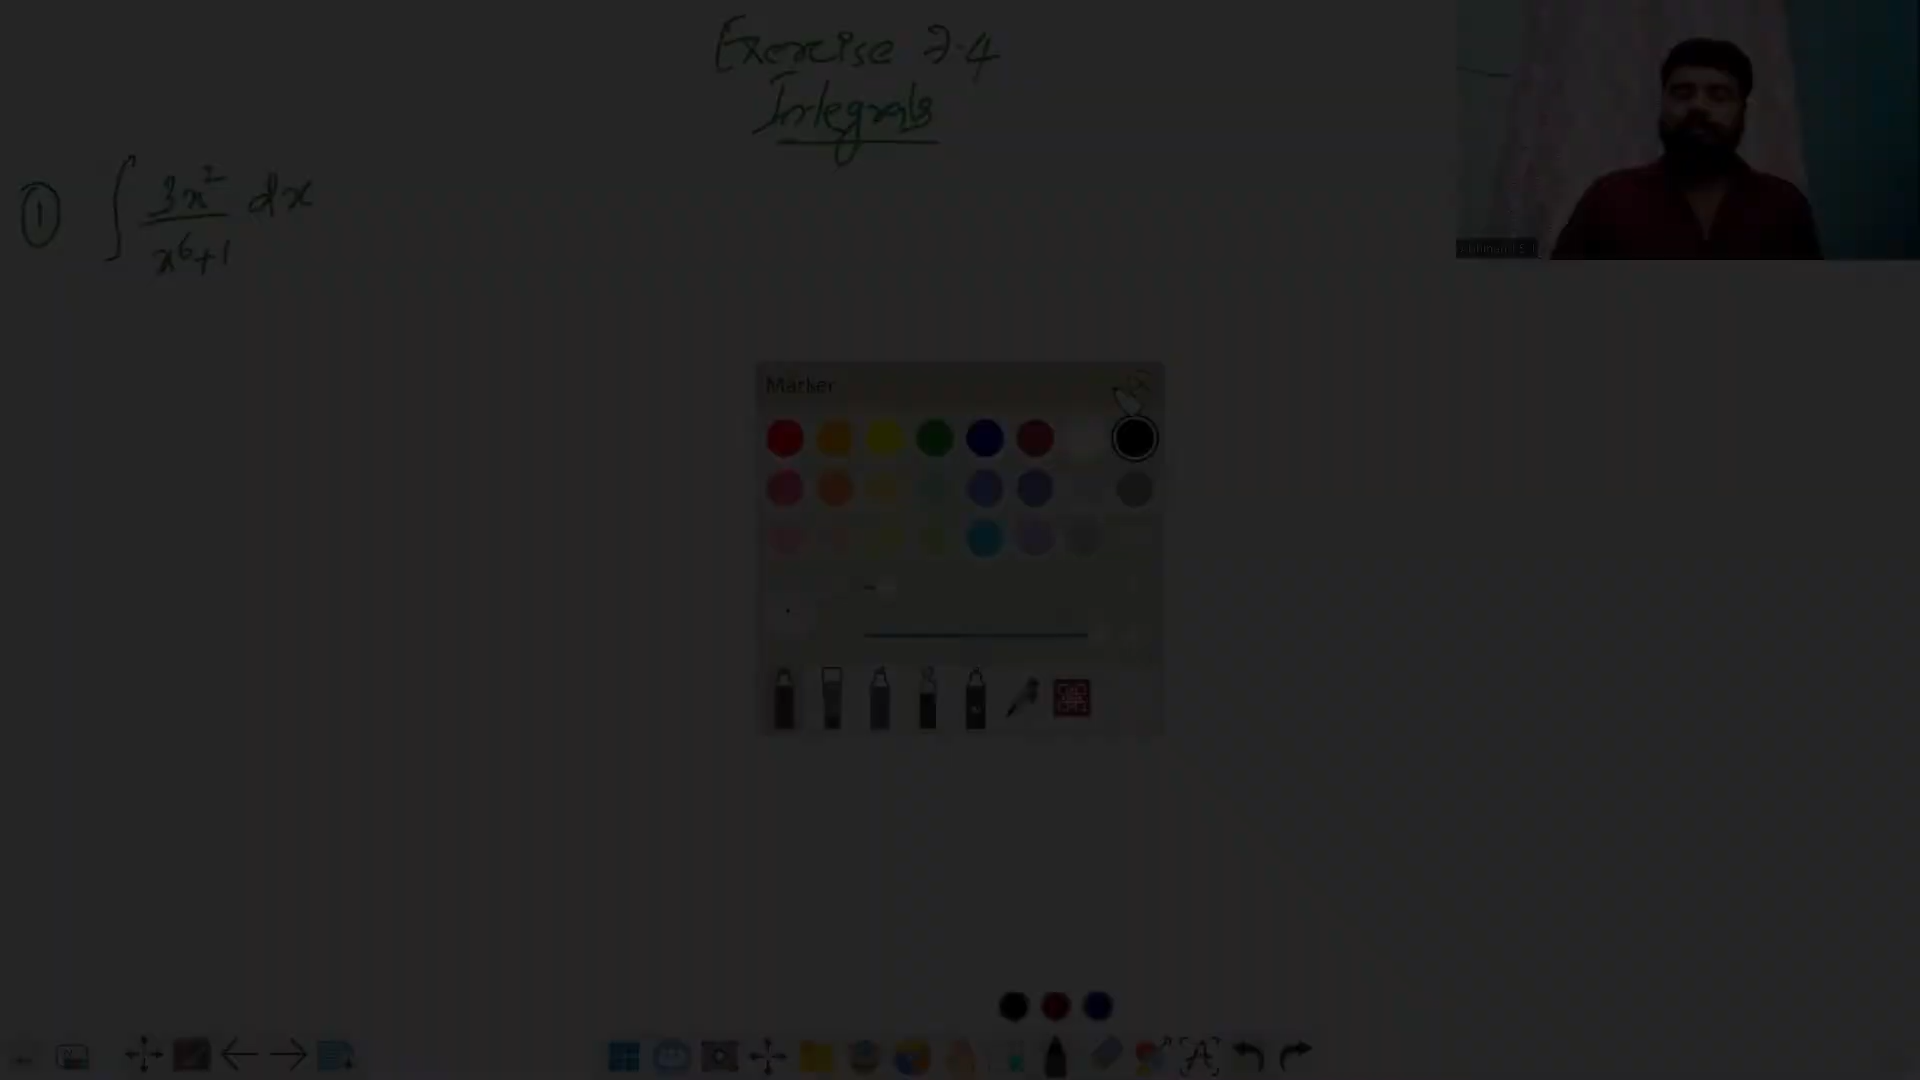 Exercise 7.4
Integrals
① ∫ 3x²/x⁶+1 dx
Marker